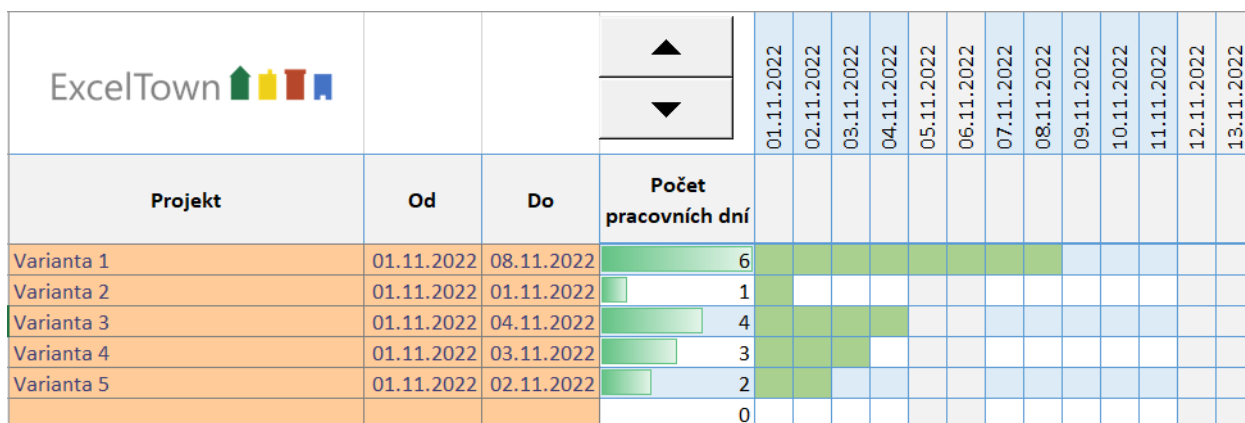 ExcelTown
01.11.2022 02.11.2022 03.11.2022 04.11.2022 05.11.2022 06.11.2022 07.11.2022 08.11.2022 09.11.2022 10.11.2022 11.11.2022 12.11.2022 13.11.2022
Projekt Od Do Počet
pracovních dní
Varianta 1 01.11.2022 08.11.2022 6
Varianta 2 01.11.2022 01.11.2022 1
Varianta 3 01.11.2022 04.11.2022 4
Varianta 4 01.11.2022 03.11.2022 3
Varianta 5 01.11.2022 02.11.2022 2
0